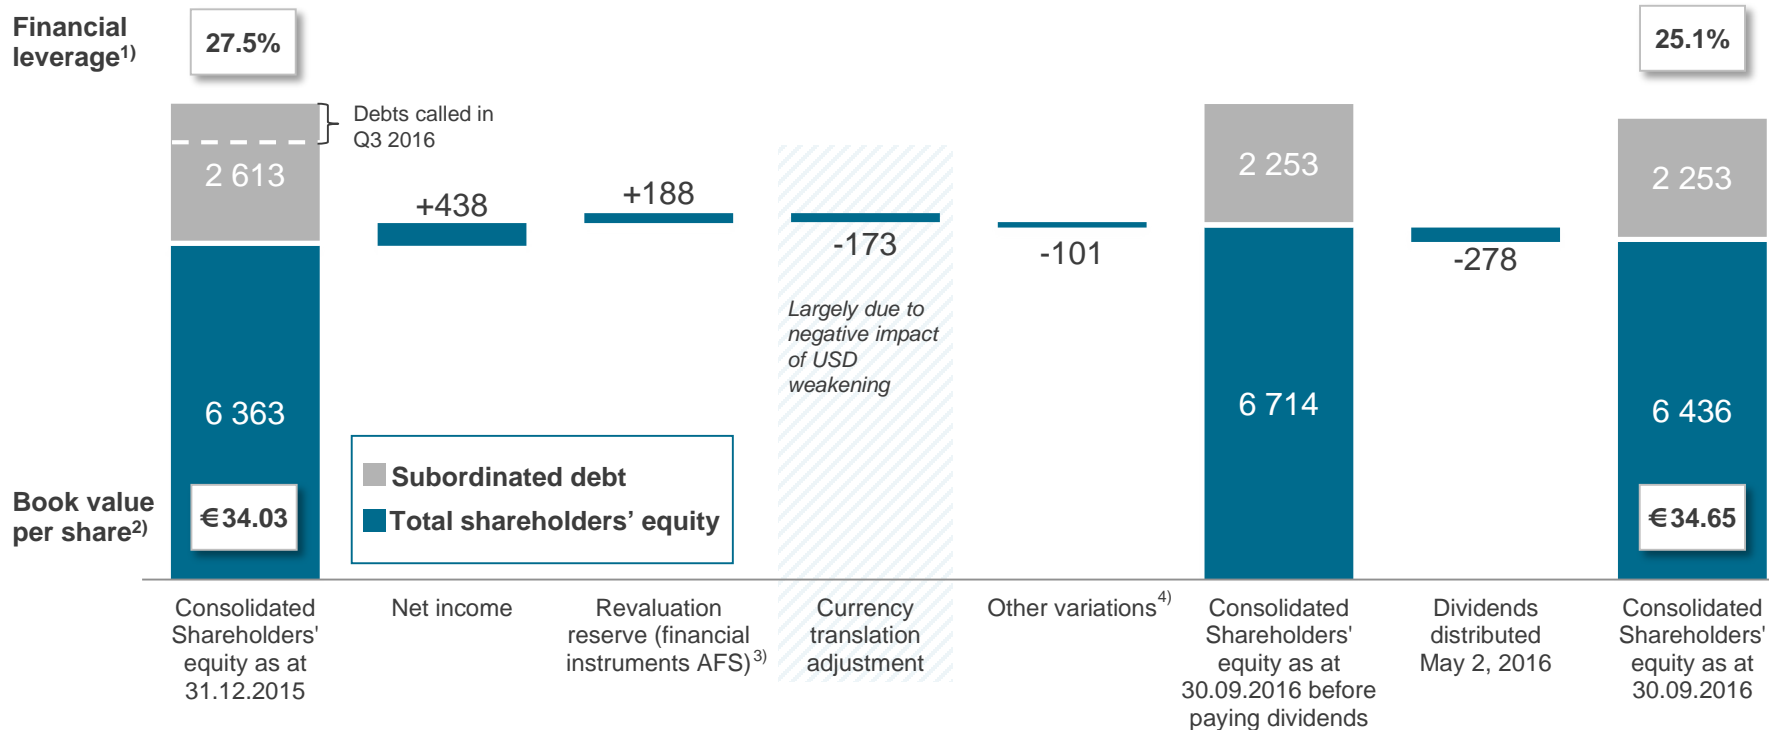 Financial
leverage1)
27.5%
25.1%
Debts called in
Q3 2016
2 613
+438
+188
-173
-101
2 253
-278
2 253
Largely due to
negative impact
of USD
weakening
6 363
6 714
6 436
Subordinated debt
Total shareholders’ equity
Book value
per share2)
€34.03
€34.65
Consolidated
Shareholders'
equity as at
31.12.2015
Net income
Revaluation
reserve (financial
instruments AFS)3)
Currency
translation
adjustment
Other variations4)
Consolidated
Shareholders'
equity as at
30.09.2016 before
paying dividends
Dividends
distributed
May 2, 2016
Consolidated
Shareholders'
equity as at
30.09.2016